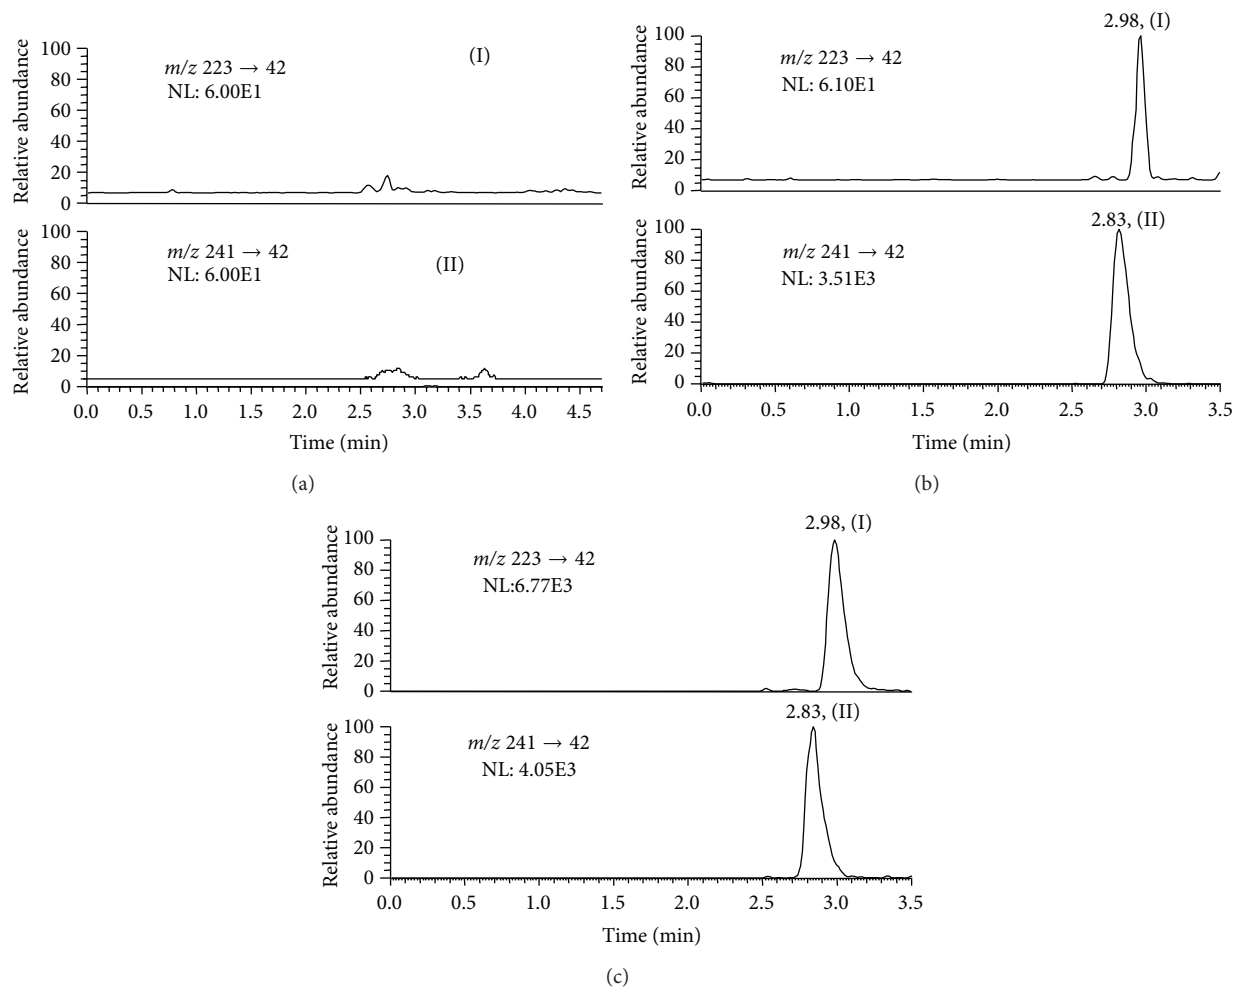 (I)
m/z 223 → 42
NL: 6.00E1
Relative abundance
100
80
60
40
20
0
m/z 241 → 42
NL: 6.00E1
(II)
Relative abundance
100
80
60
40
20
0
0.0 0.5 1.0 1.5 2.0 2.5 3.0 3.5 4.0 4.5
Time (min)
(a)
2.98, (I)
m/z 223 → 42
NL: 6.10E1
Relative abundance
100
80
60
40
20
0
2.83, (II)
m/z 241 → 42
NL: 3.51E3
Relative abundance
100
80
60
40
20
0
0.0 0.5 1.0 1.5 2.0 2.5 3.0 3.5
Time (min)
(b)
2.98, (I)
m/z 223 → 42
NL:6.77E3
Relative abundance
100
80
60
40
20
0
2.83, (II)
m/z 241 → 42
NL: 4.05E3
Relative abundance
100
80
60
40
20
0
0.0 0.5 1.0 1.5 2.0 2.5 3.0 3.5
Time (min)
(c)